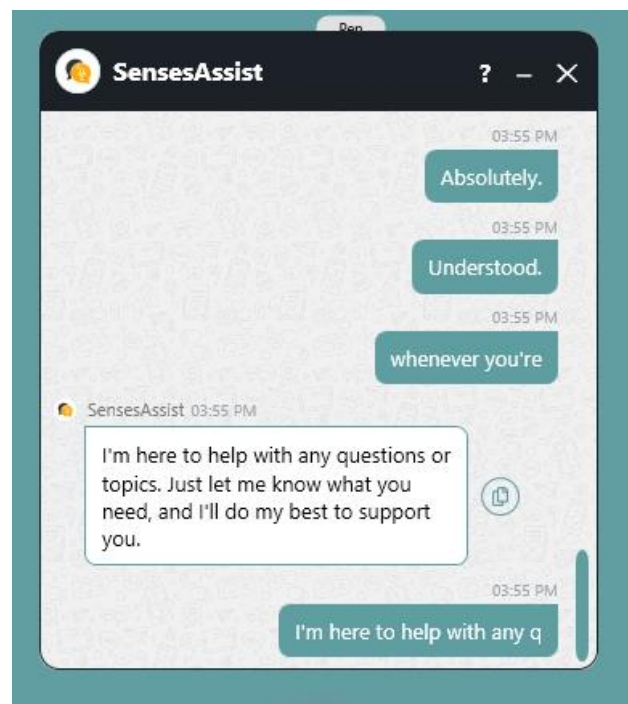 SensesAssist ? – ×
03:55 PM
Absolutely.
03:55 PM
Understood.
03:55 PM
whenever you're
SensesAssist 03:55 PM
I'm here to help with any questions or
topics. Just let me know what you
need, and I'll do my best to support
you.
03:55 PM
I'm here to help with any q